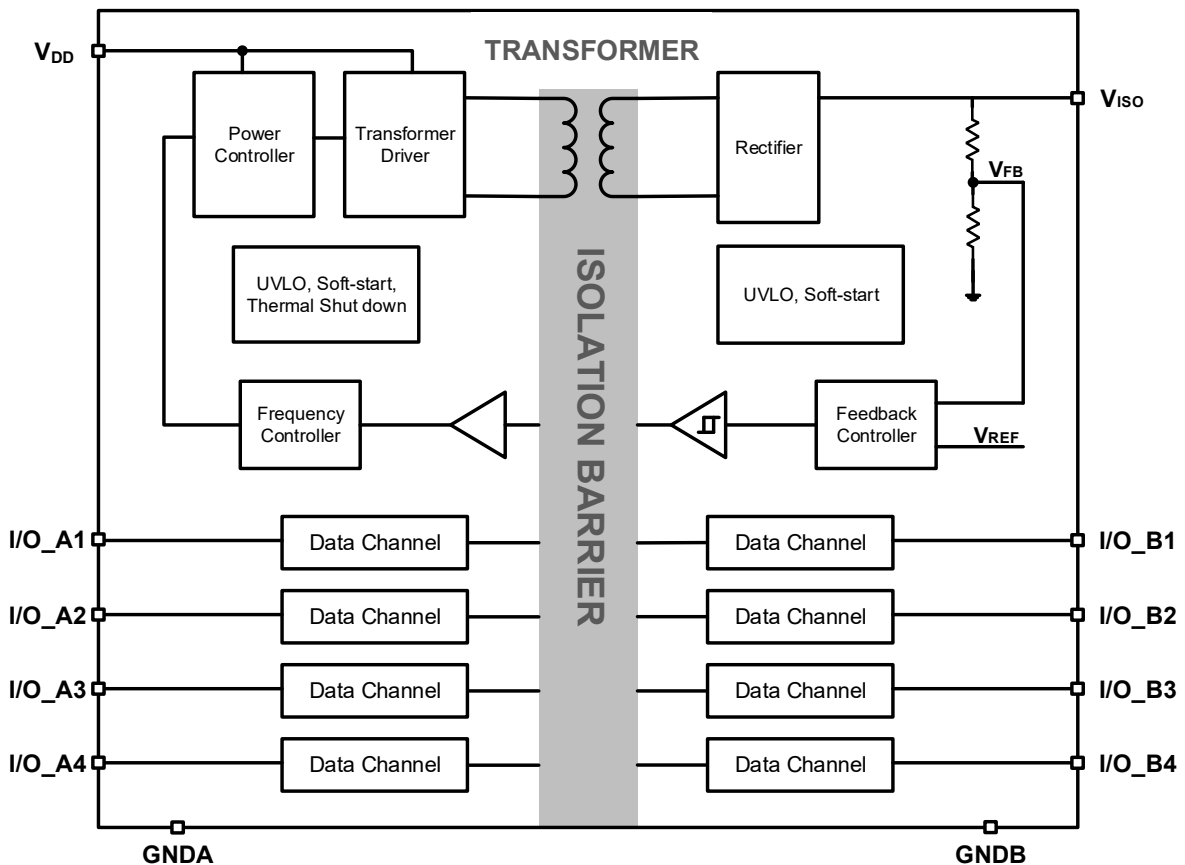 TRANSFORMER
VDD
VISO
Power
Controller
Transformer
Driver
Rectifier
VFB
UVLO, Soft-start,
Thermal Shut down
UVLO, Soft-start
ISOLATION BARRIER
Frequency
Controller
Feedback
Controller
VREF
I/O_A1
Data Channel
Data Channel
I/O_B1
I/O_A2
Data Channel
Data Channel
I/O_B2
I/O_A3
Data Channel
Data Channel
I/O_B3
I/O_A4
Data Channel
Data Channel
I/O_B4
GNDA
GNDB